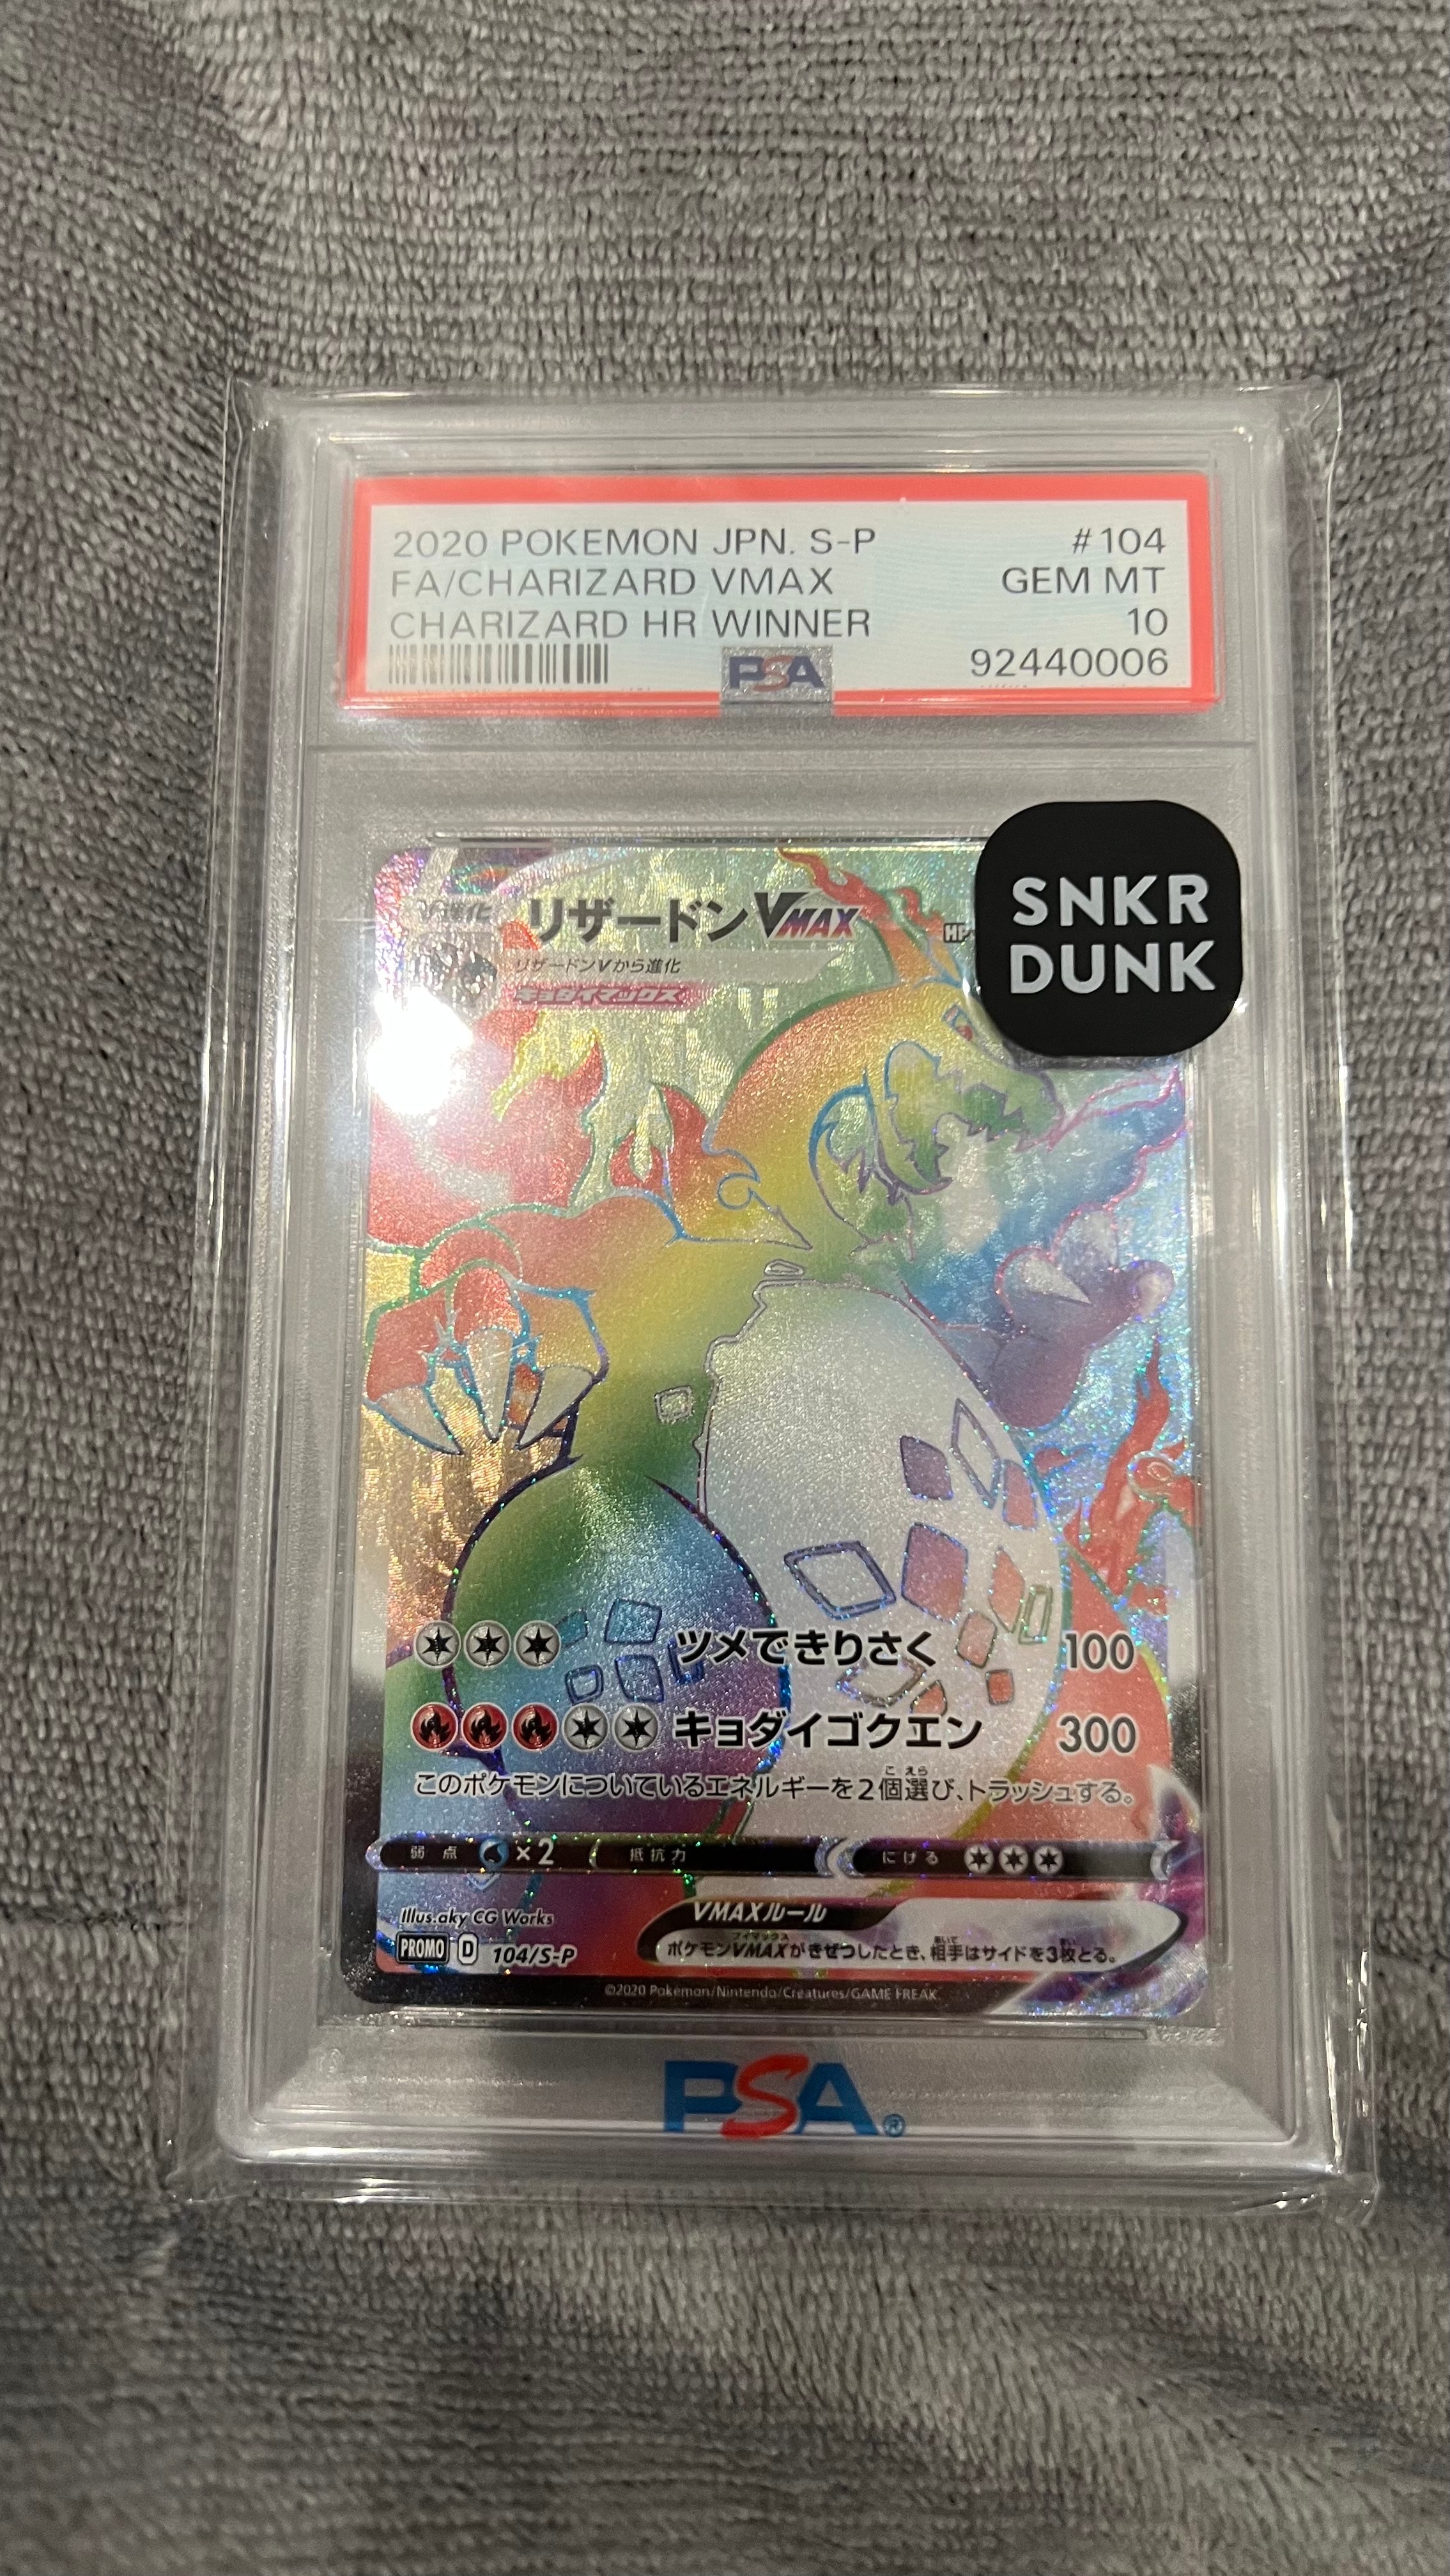 2020 POKEMON JPN. S-P #104
FA/CHARIZARD VMAX GEM MT
CHARIZARD HR WINNER 10
PSA 92440006
SNKR
DUNK
リザードンVMAX HP
リザードンVから進化
キョダイマックス
ツメできりさく 100
キョダイゴクエン 300
このポケモンについているエネルギーを2個選び、トラッシュする。
弱点 ×2 抵抗力 にげる
Illus.aky CG Works
VMAXルール
ポケモンVMAXがきぜつしたとき、相手はサイドを3枚とる。
PROMO D 104/S-P
©2020 Pokémon/Nintendo/Creatures/GAME FREAK.
PSA®